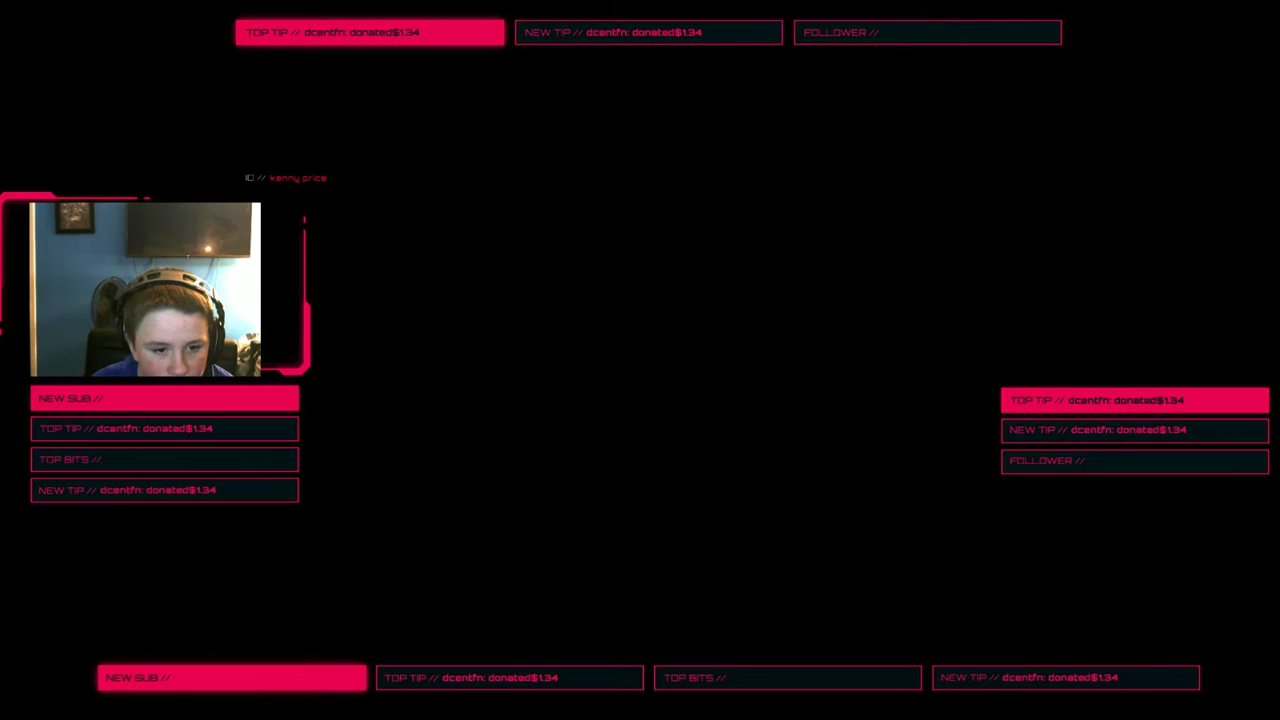 TOP TIP // dcentfn: donated$1.34
NEW TIP // dcentfn: donated$1.34
FOLLOWER //
ID // kenny price
NEW SUB //
TOP TIP // dcentfn: donated$1.34
TOP BITS //
NEW TIP // dcentfn: donated$1.34
TOP TIP // dcentfn: donated$1.34
NEW TIP // dcentfn: donated$1.34
FOLLOWER //
NEW SUB //
TOP TIP // dcentfn: donated$1.34
TOP BITS //
NEW TIP // dcentfn: donated$1.34